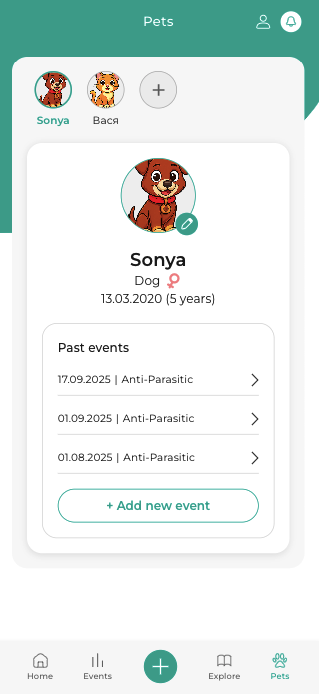 Pets
Sonya
Вася
Sonya
Dog
13.03.2020 (5 years)
Past events
17.09.2025 | Anti-Parasitic
01.09.2025 | Anti-Parasitic
01.08.2025 | Anti-Parasitic
+ Add new event
Home
Events
Explore
Pets